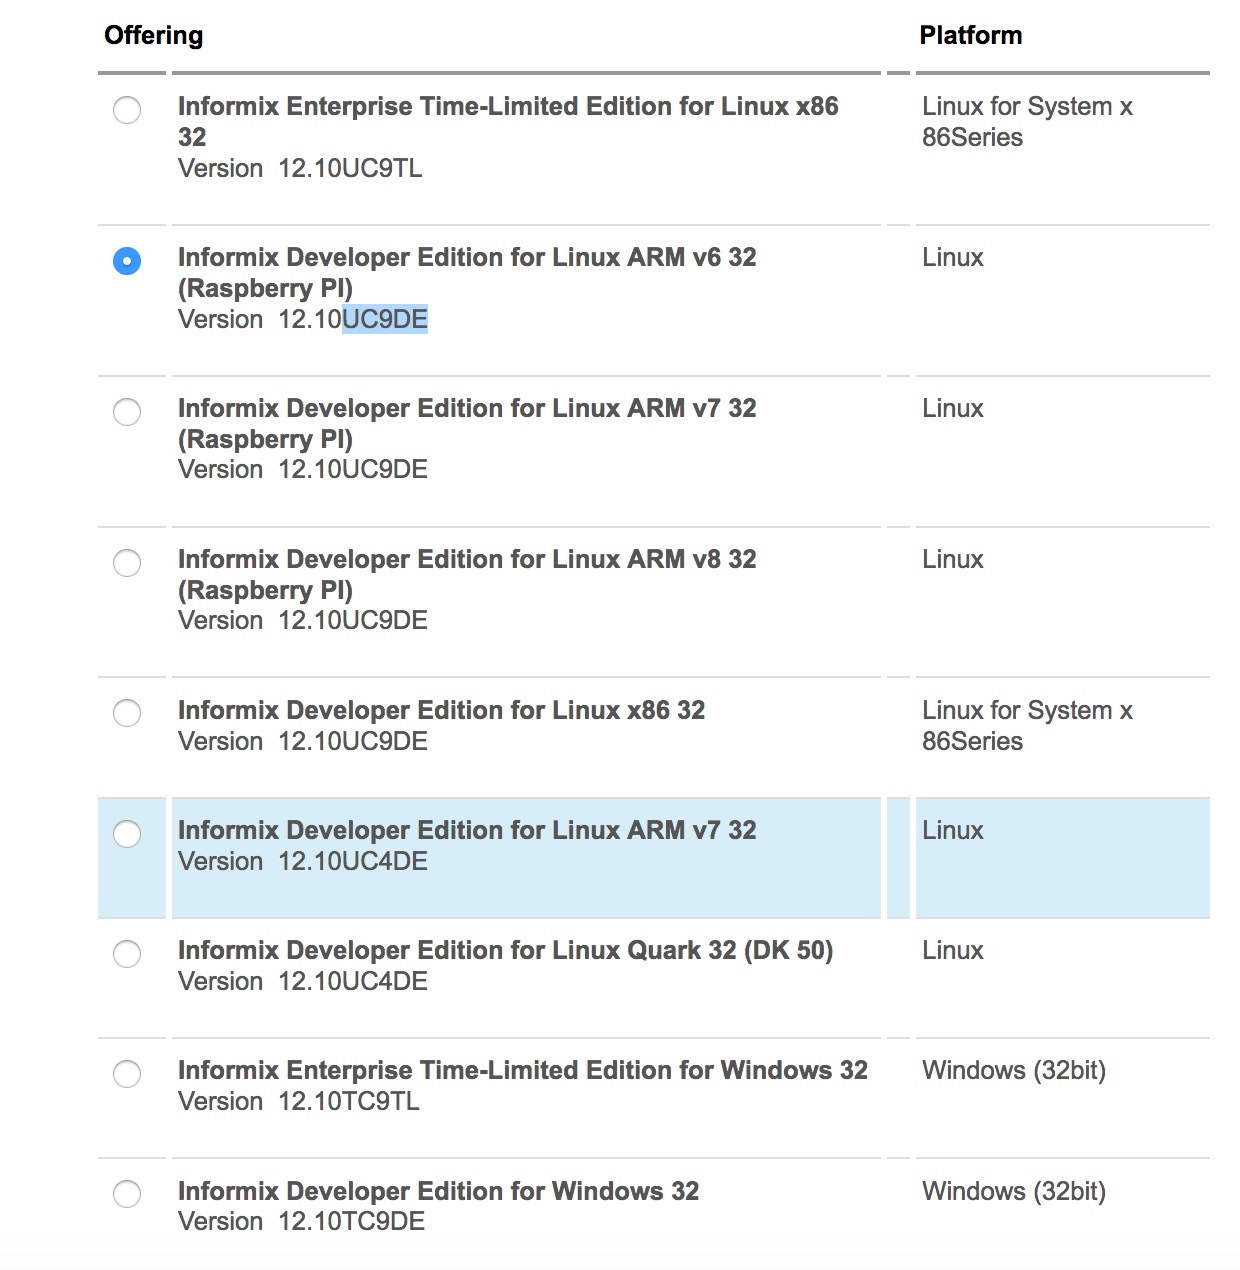 Offering Platform
Informix Enterprise Time-Limited Edition for Linux x86 Linux for System x
32 86Series
Version 12.10UC9TL
Informix Developer Edition for Linux ARM v6 32 Linux
(Raspberry PI)
Version 12.10UC9DE
Informix Developer Edition for Linux ARM v7 32 Linux
(Raspberry PI)
Version 12.10UC9DE
Informix Developer Edition for Linux ARM v8 32 Linux
(Raspberry PI)
Version 12.10UC9DE
Informix Developer Edition for Linux x86 32 Linux for System x
Version 12.10UC9DE 86Series
Informix Developer Edition for Linux ARM v7 32 Linux
Version 12.10UC4DE
Informix Developer Edition for Linux Quark 32 (DK 50) Linux
Version 12.10UC4DE
Informix Enterprise Time-Limited Edition for Windows 32 Windows (32bit)
Version 12.10TC9TL
Informix Developer Edition for Windows 32 Windows (32bit)
Version 12.10TC9DE